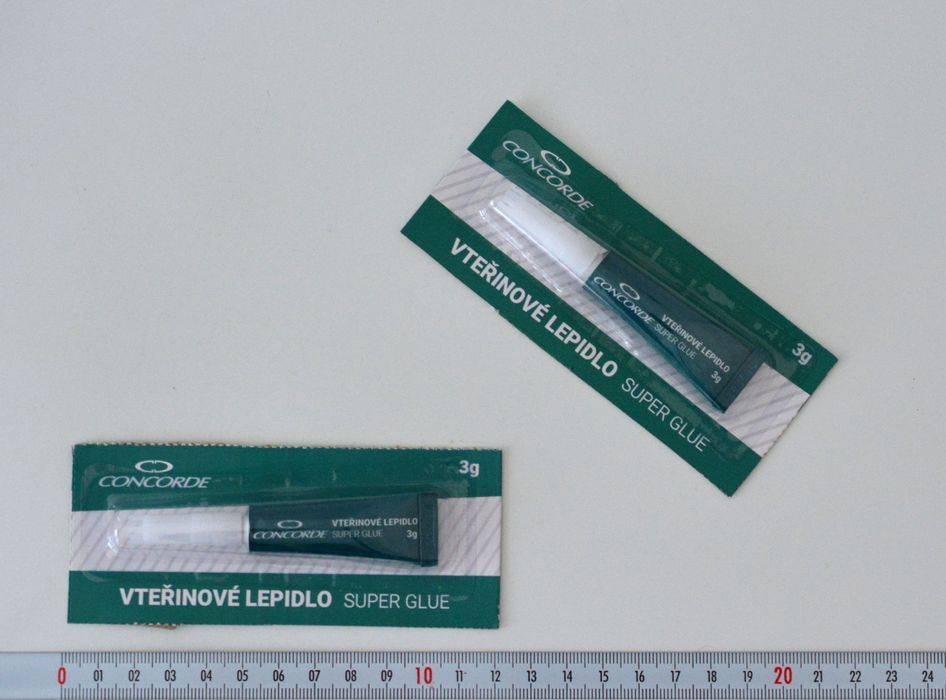 CONCORDE
3g
VTEŘINOVÉ LEPIDLO SUPER GLUE
CONCORDE
VTEŘINOVÉ LEPIDLO
SUPER GLUE
3g
CONCORDE
3g
CONCORDE
VTEŘINOVÉ LEPIDLO
SUPER GLUE
3g
VTEŘINOVÉ LEPIDLO SUPER GLUE
0 01 02 03 04 05 06 07 08 09 10 11 12 13 14 15 16 17 18 19 20 21 22 23 24